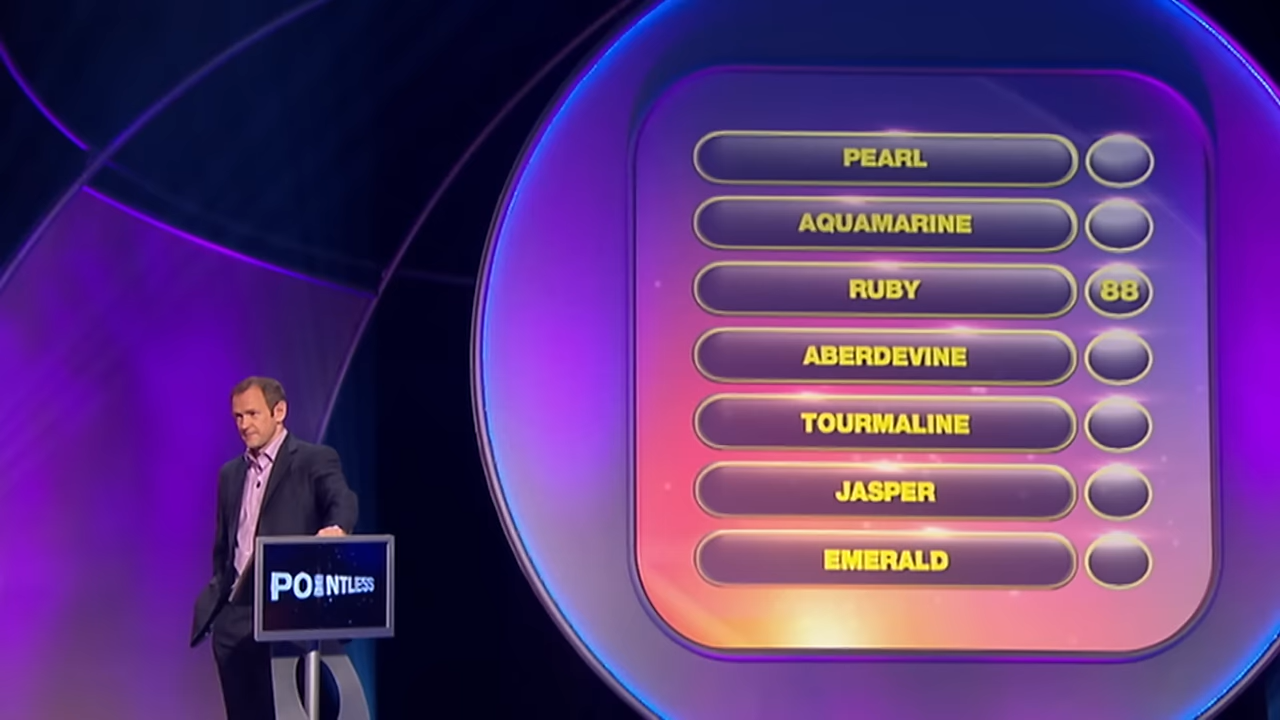 PEARL
AQUAMARINE
RUBY 88
ABERDEVINE
TOURMALINE
JASPER
EMERALD
POINTLESS